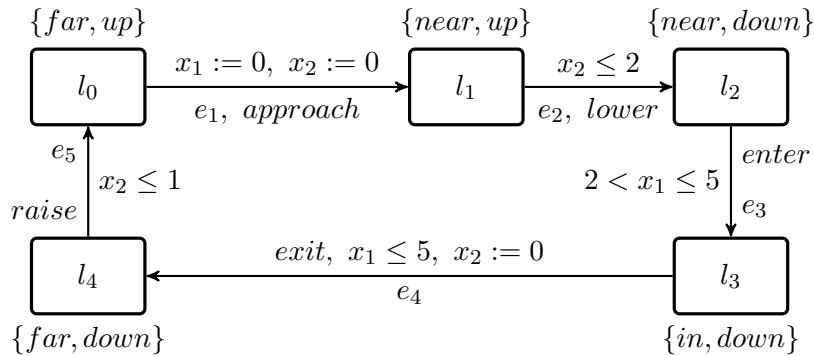 {far, up}
{near, up}
{near, down}
l₀
x₁ := 0, x₂ := 0
e₁, approach
l₁
x₂ ≤ 2
e₂, lower
l₂
e₅
x₂ ≤ 1
raise
enter
2 < x₁ ≤ 5
e₃
l₄
exit, x₁ ≤ 5, x₂ := 0
e₄
l₃
{far, down}
{in, down}